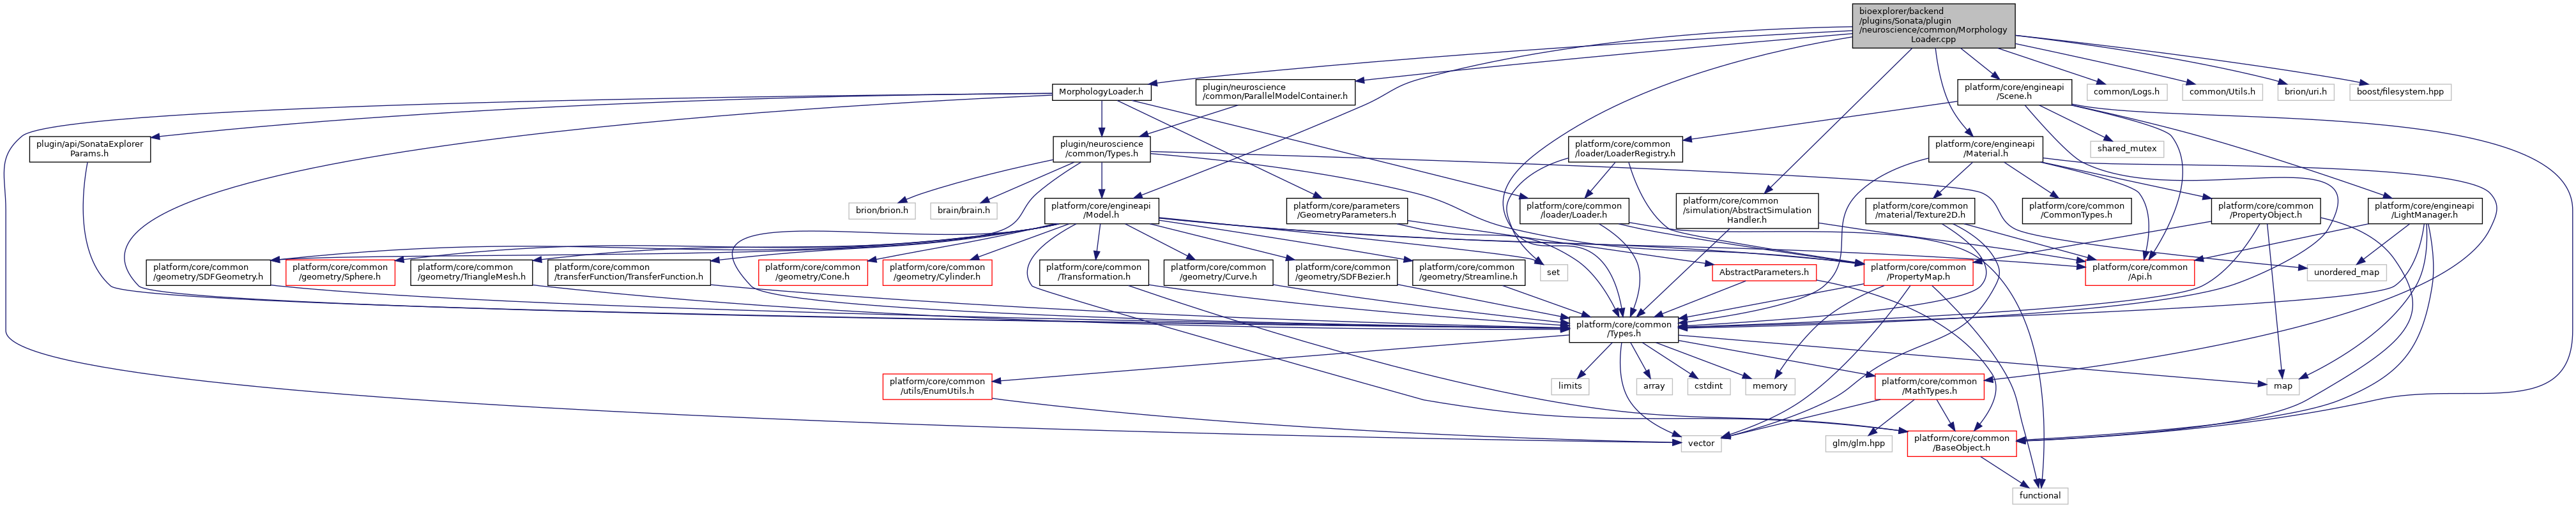 bioexplorer/backend
/plugins/Sonata/plugin
/neuroscience/common/Morphology
Loader.cpp
MorphologyLoader.h
plugin/neuroscience
/common/ParallelModelContainer.h
platform/core/engineapi
/Scene.h
common/Logs.h
common/Utils.h
brion/uri.h
boost/filesystem.hpp
plugin/api/SonataExplorer
Params.h
plugin/neuroscience
/common/Types.h
platform/core/common
/loader/LoaderRegistry.h
platform/core/engineapi
/Material.h
shared_mutex
brion/brion.h
brain/brain.h
platform/core/engineapi
/Model.h
platform/core/parameters
/GeometryParameters.h
platform/core/common
/loader/Loader.h
platform/core/common
/simulation/AbstractSimulation
Handler.h
platform/core/common
/material/Texture2D.h
platform/core/common
/CommonTypes.h
platform/core/common
/PropertyObject.h
platform/core/engineapi
/LightManager.h
platform/core/common
/geometry/SDFGeometry.h
platform/core/common
/geometry/Sphere.h
platform/core/common
/geometry/TriangleMesh.h
platform/core/common
/transferFunction/TransferFunction.h
platform/core/common
/geometry/Cone.h
platform/core/common
/geometry/Cylinder.h
platform/core/common
/Transformation.h
platform/core/common
/geometry/Curve.h
platform/core/common
/geometry/SDFBezier.h
platform/core/common
/geometry/Streamline.h
set
AbstractParameters.h
platform/core/common
/PropertyMap.h
platform/core/common
/Api.h
unordered_map
platform/core/common
/Types.h
platform/core/common
/utils/EnumUtils.h
limits
array
cstdint
memory
platform/core/common
/MathTypes.h
map
vector
glm/glm.hpp
platform/core/common
/BaseObject.h
functional